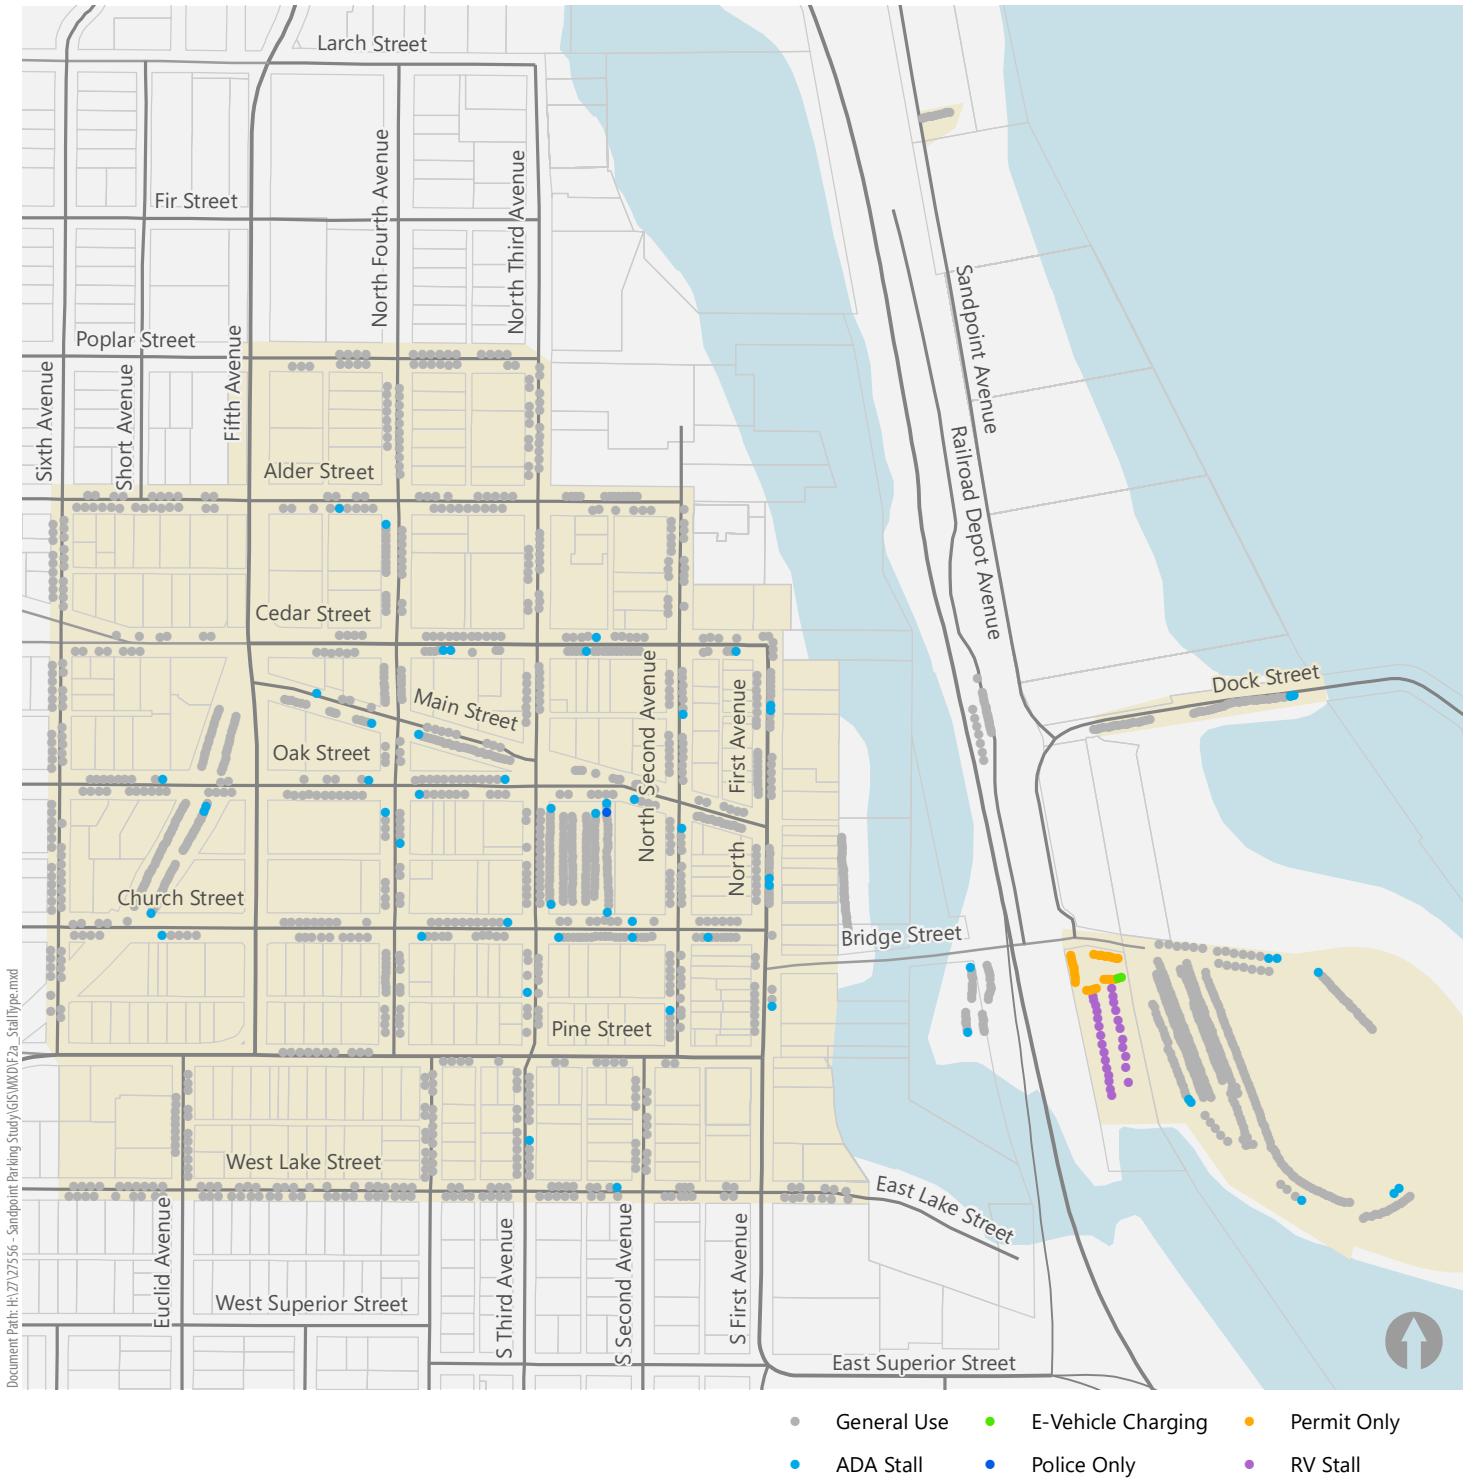 Larch Street
Fir Street
North Fourth Avenue
North Third Avenue
Sandpoint Avenue
Poplar Street
Sixth Avenue
Short Avenue
Fifth Avenue
Railroad Depot Avenue
Alder Street
Cedar Street
Main Street
North Second Avenue
North First Avenue
Dock Street
Oak Street
Church Street
Bridge Street
Pine Street
West Lake Street
East Lake Street
Euclid Avenue
S Third Avenue
S Second Avenue
S First Avenue
West Superior Street
East Superior Street
Document Path: H:\27\27556 - Sandpoint Parking Study\GIS\MXD\F2a_StallType.mxd
General Use
E-Vehicle Charging
Permit Only
ADA Stall
Police Only
RV Stall